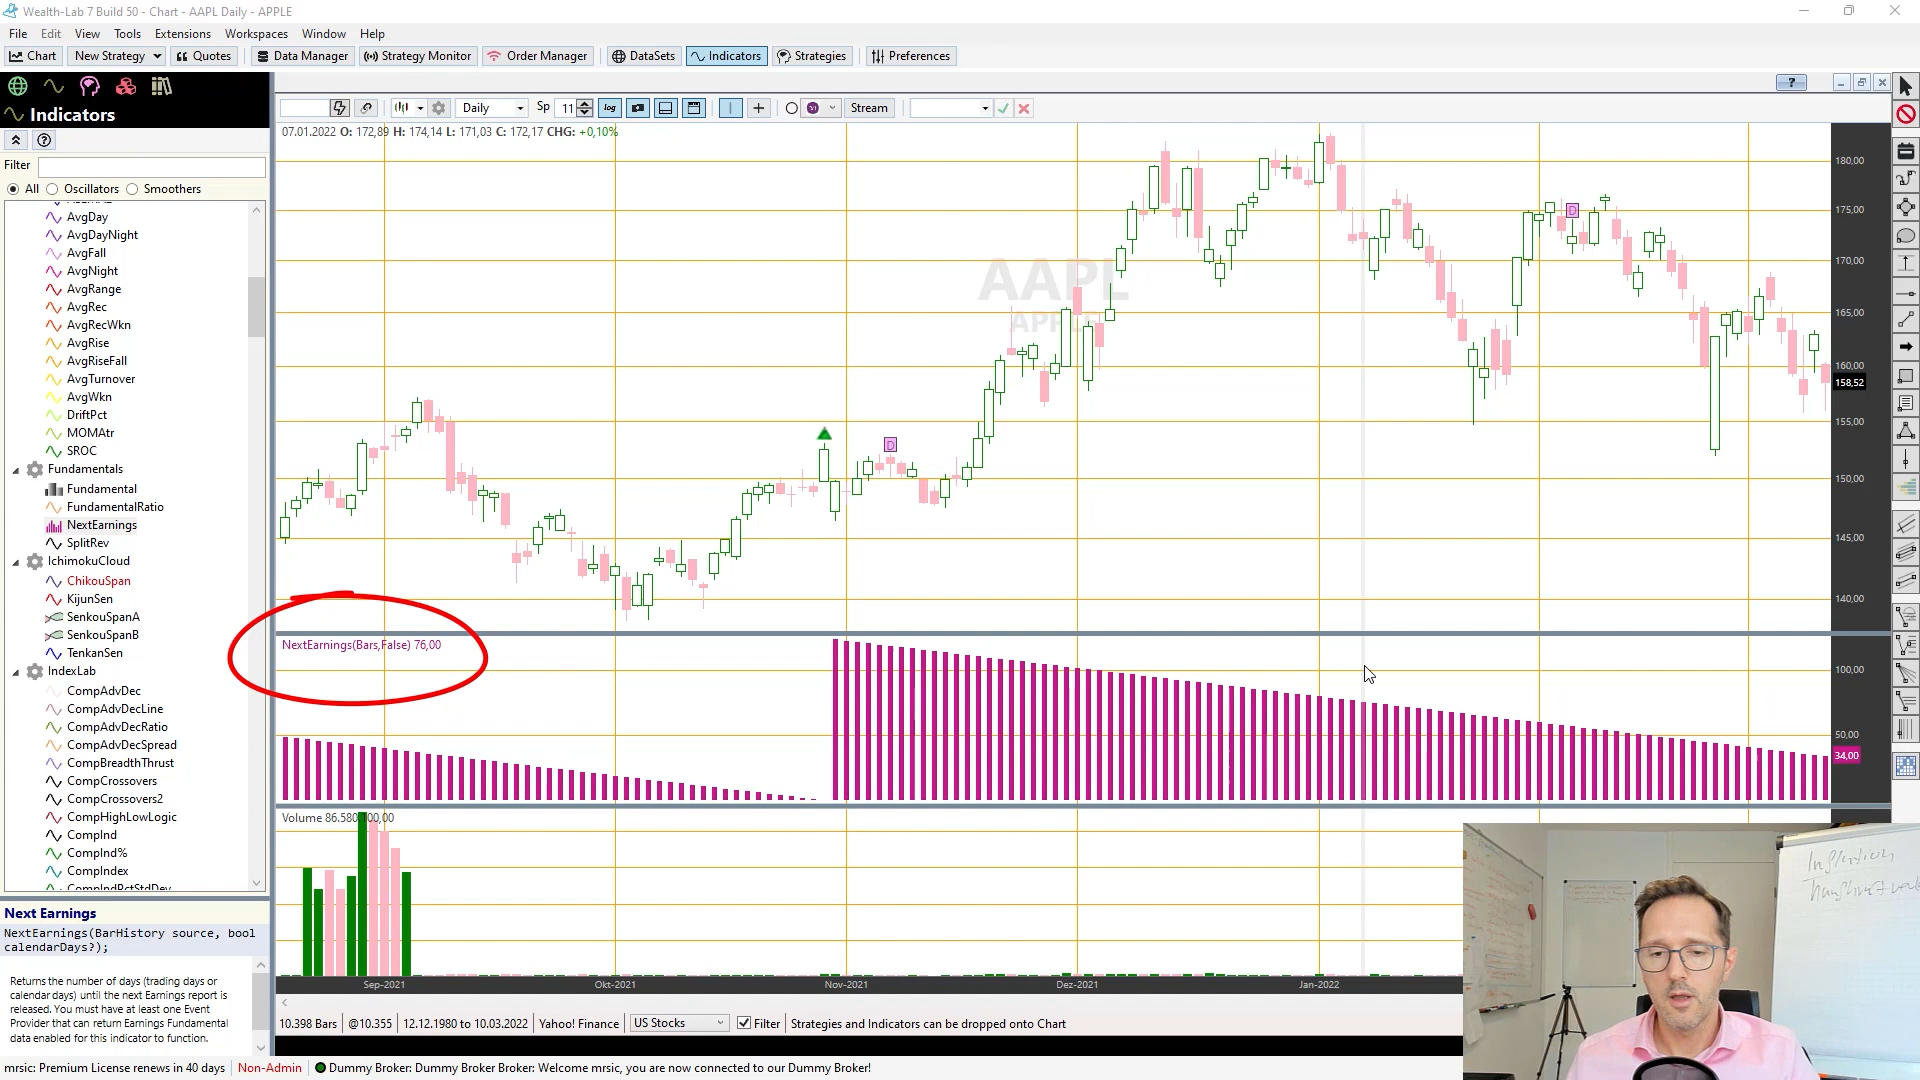 Wealth-Lab 7 Build 50 - Chart - AAPL Daily - APPLE
File Edit View Tools Extensions Workspaces Window Help
Chart New Strategy Quotes Data Manager Strategy Monitor Order Manager DataSets Indicators Strategies Preferences
Indicators
Filter
All Oscillators Smoothers
AvgDay
AvgDayNight
AvgFall
AvgNight
AvgRange
AvgRec
AvgRecWkn
AvgRise
AvgRiseFall
AvgTurnover
AvgWkn
DriftPct
MOMAtr
SROC
Fundamentals
Fundamental
FundamentalRatio
NextEarnings
SplitRev
IchimokuCloud
ChikouSpan
KijunSen
SenkouSpanA
SenkouSpanB
TenkanSen
IndexLab
CompAdvDec
CompAdvDecLine
CompAdvDecRatio
CompAdvDecSpread
CompBreadthThrust
CompCrossovers
CompCrossovers2
CompHighLowLogic
CompInd
CompInd%
CompIndex
CompIndPctStdDev
Next Earnings
NextEarnings(BarHistory source, bool
calendarDays?);
Returns the number of days (trading days or
calendar days) until the next Earnings report is
released. You must have at least one Event
Provider that can return Earnings Fundamental
data enabled for this indicator to function.
Daily Sp 11 log Stream
07.01.2022 O: 172,89 H: 174,14 L: 171,03 C: 172,17 CHG: +0,10%
AAPL
APPLE
D
D
180,00
175,00
170,00
165,00
160,00
158,52
155,00
150,00
145,00
140,00
NextEarnings(Bars,False) 76,00
100,00
50,00
34,00
Volume 86.580.100,00
Sep-2021 Okt-2021 Nov-2021 Dez-2021 Jan-2022
10.398 Bars @10.355 12.12.1980 to 10.03.2022 Yahoo! Finance US Stocks Filter Strategies and Indicators can be dropped onto Chart
mrsic: Premium License renews in 40 days Non-Admin Dummy Broker: Dummy Broker Broker: Welcome mrsic, you are now connected to our Dummy Broker!